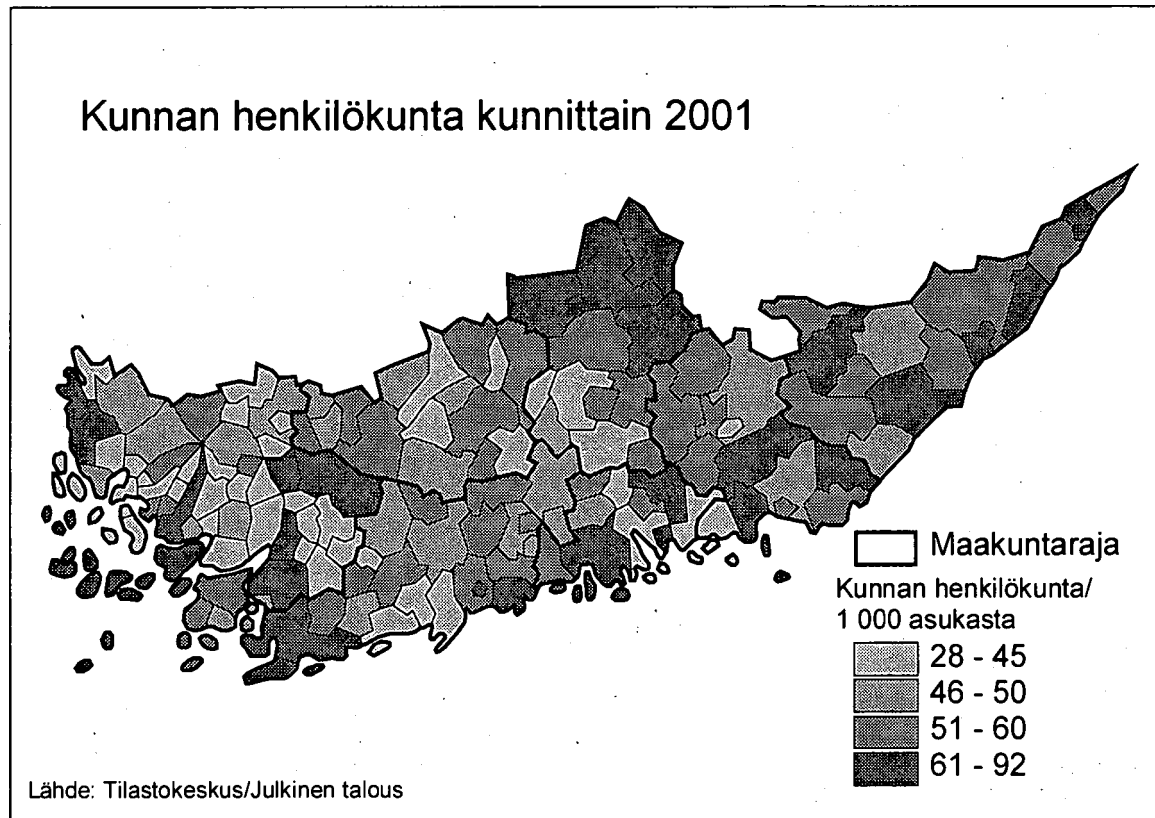 Kunnan henkilökunta kunnittain 2001
Maakuntaraja
Kunnan henkilökunta/
1 000 asukasta
28 - 45
46 - 50
51 - 60
61 - 92
Lähde: Tilastokeskus/Julkinen talous